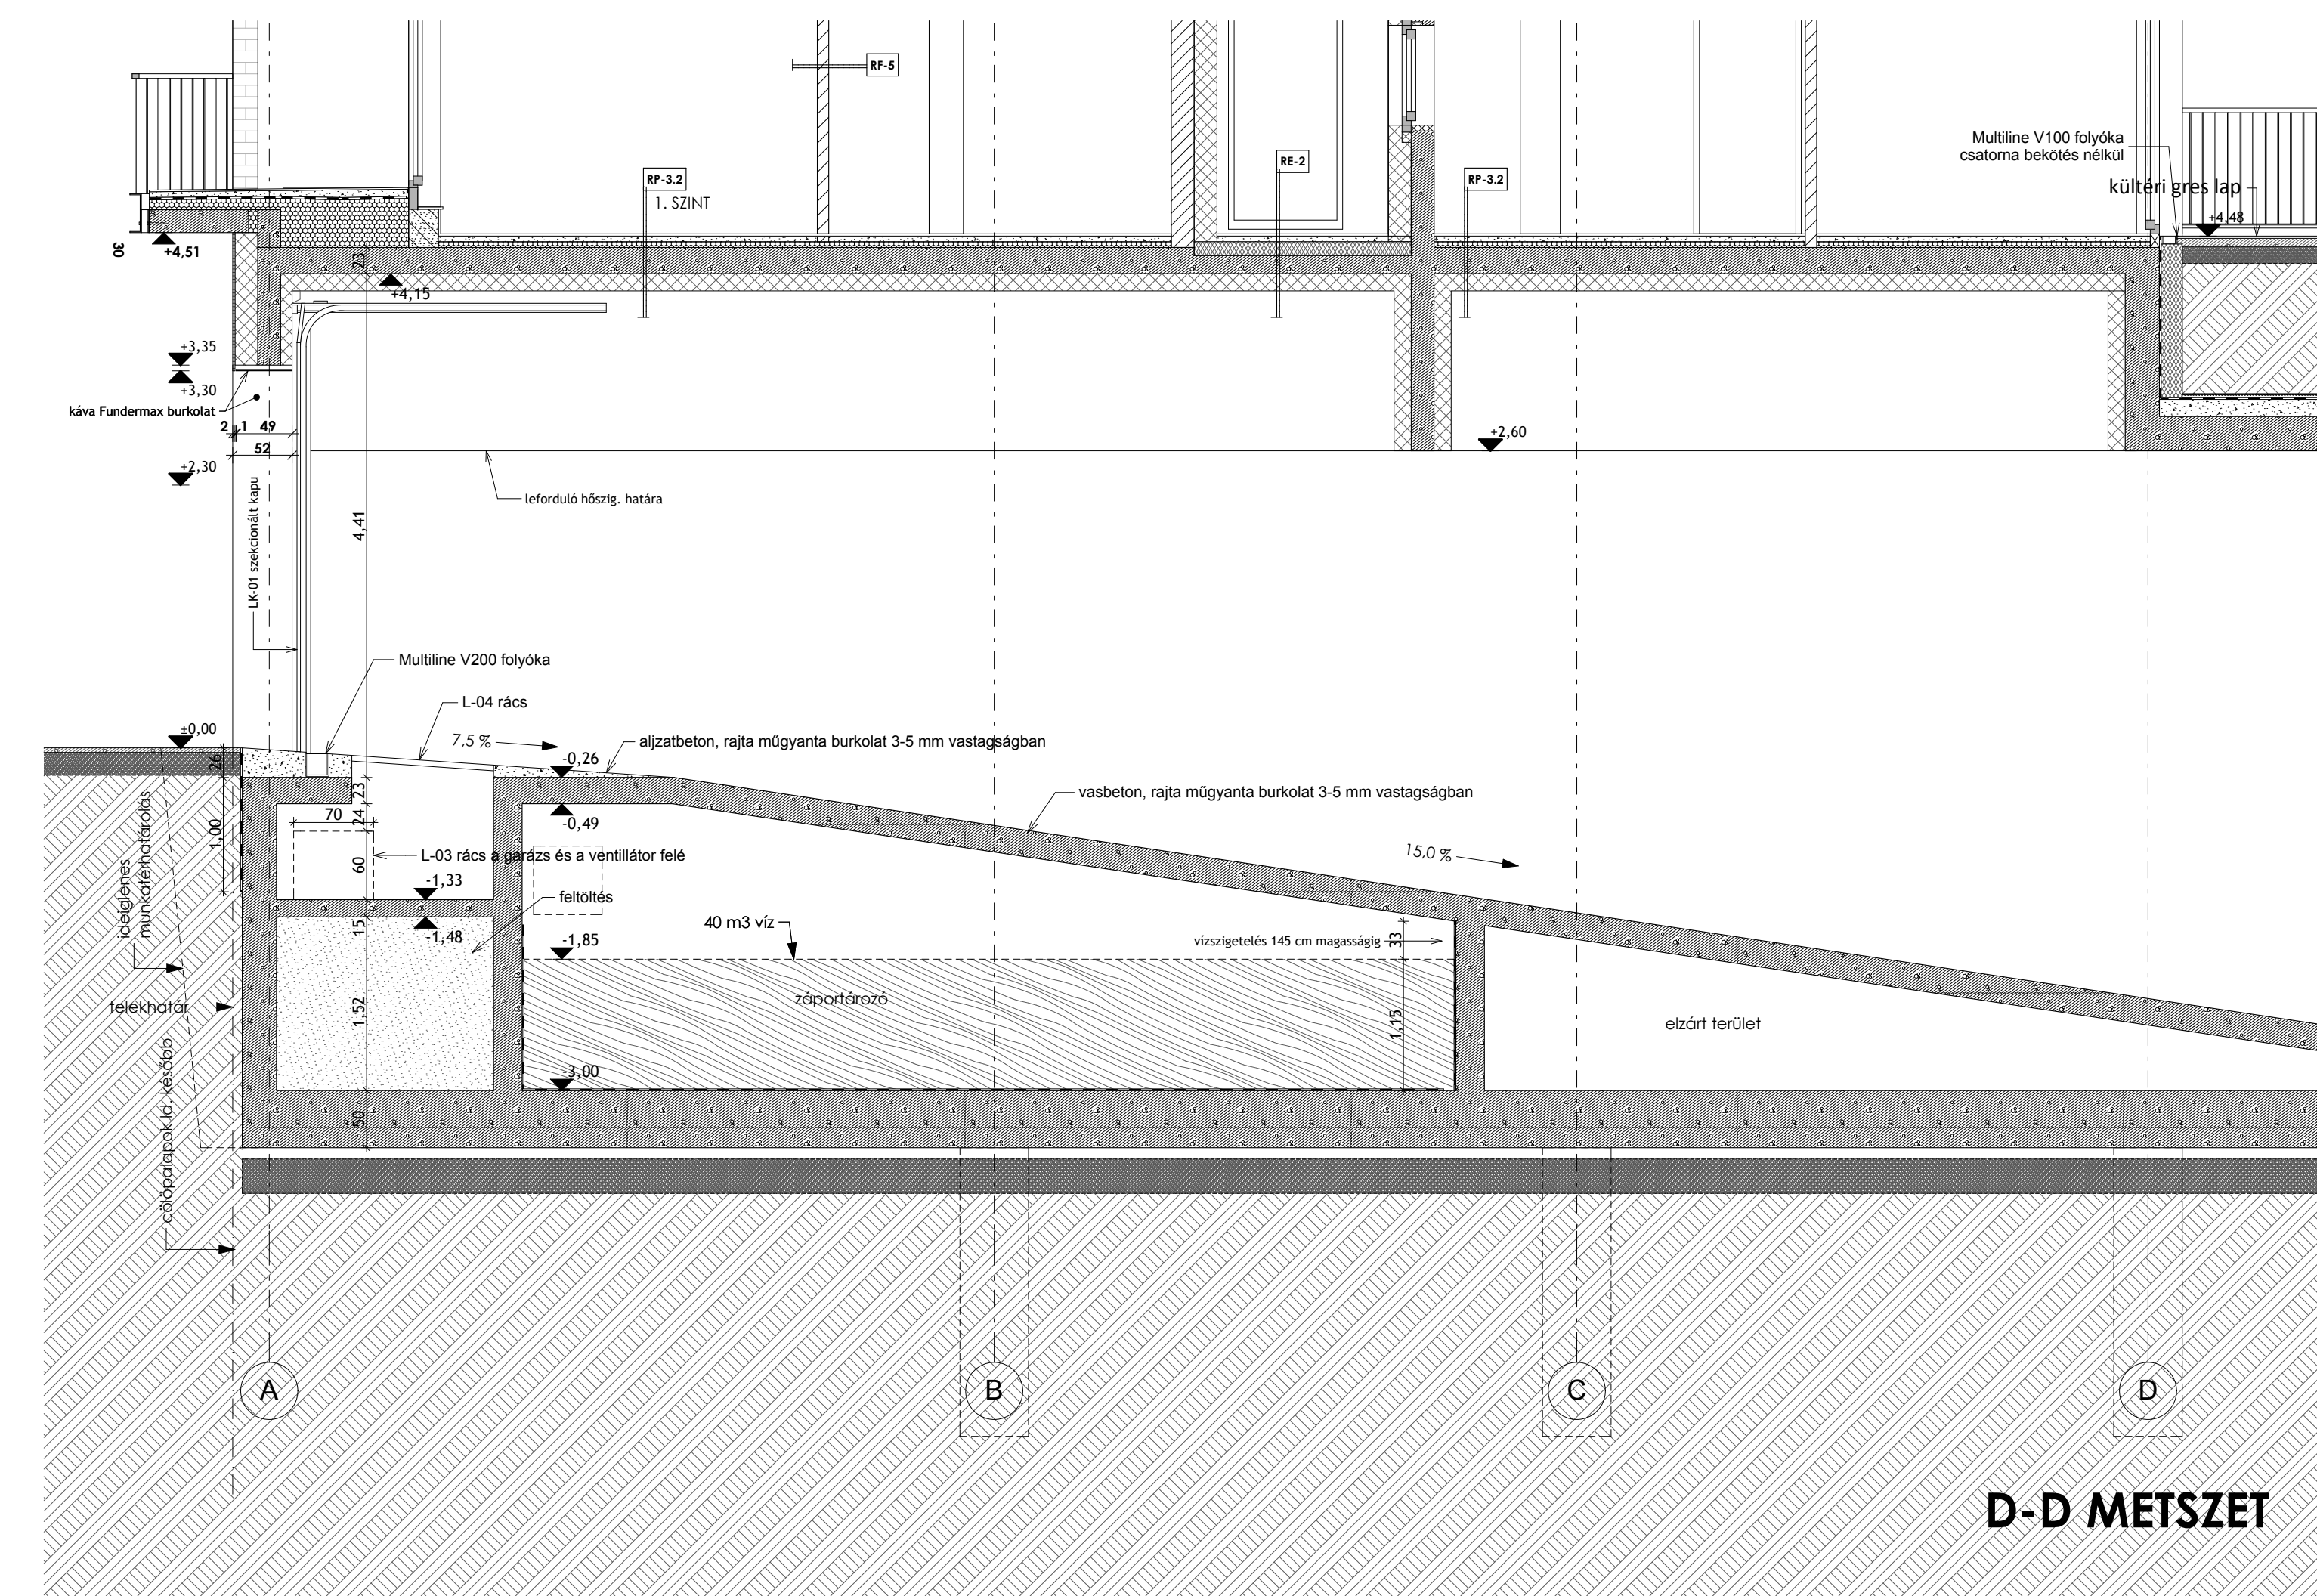 RF-5
Multiline V100 folyóka
csatorna bekötés nélkül
RE-2
RP-3.2
1. SZINT
RP-3.2
kültéri gres lap
+4,48
30
+4,51
23
+4,15
+3,35
+3,30
káva Fundermax burkolat
2 1 49
52
+2,60
+2,30
LK-01 szekcionált kapu
leforduló hőszig. határa
4,41
Multiline V200 folyóka
L-04 rács
±0,00
7,5 %
aljzatbeton, rajta műgyanta burkolat 3-5 mm vastagságban
-0,26
26
23
vasbeton, rajta műgyanta burkolat 3-5 mm vastagságban
70
24
-0,49
1,00
ideiglenes
munkatérhatárolás
60
L-03 rács a garázs és a ventillátor felé
15,0 %
-1,33
feltöltés
15
-1,48
40 m3 víz
-1,85
vízszigetelés 145 cm magasságig
33
telekhatár
1,52
záportározó
1,15
elzárt terület
-3,00
cölöpalapok ld. később
50
A
B
C
D
D-D METSZET